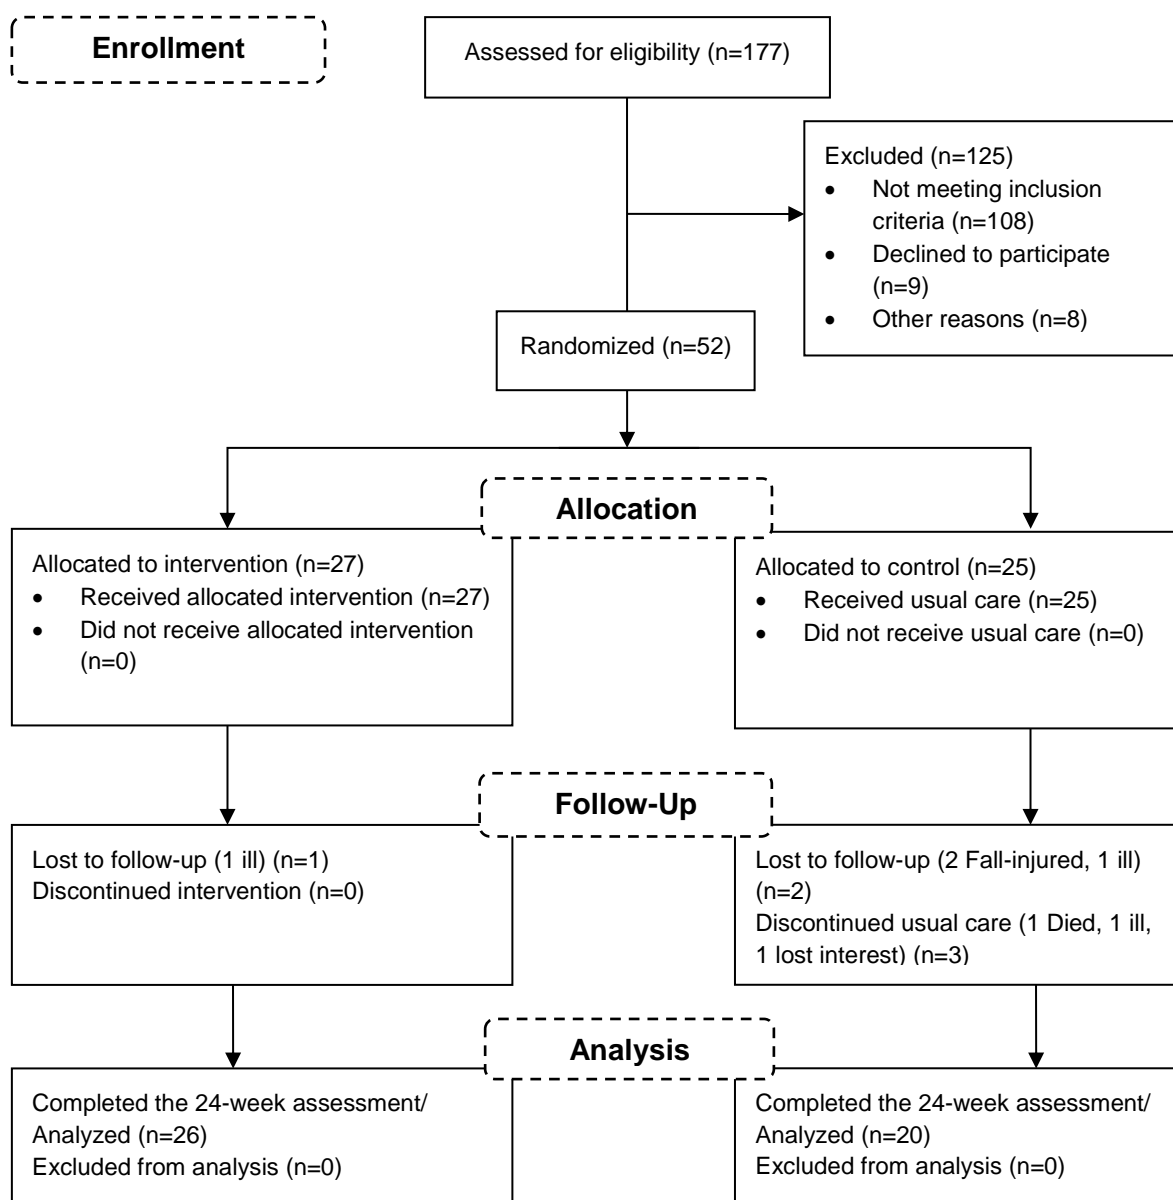 Enrollment
Assessed for eligibility (n=177)
Excluded (n=125)
• Not meeting inclusion
criteria (n=108)
• Declined to participate
(n=9)
• Other reasons (n=8)
Randomized (n=52)
Allocation
Allocated to intervention (n=27)
• Received allocated intervention (n=27)
• Did not receive allocated intervention
(n=0)
Allocated to control (n=25)
• Received usual care (n=25)
• Did not receive usual care (n=0)
Follow-Up
Lost to follow-up (1 ill) (n=1)
Discontinued intervention (n=0)
Lost to follow-up (2 Fall-injured, 1 ill)
(n=2)
Discontinued usual care (1 Died, 1 ill,
1 lost interest) (n=3)
Analysis
Completed the 24-week assessment/
Analyzed (n=26)
Excluded from analysis (n=0)
Completed the 24-week assessment/
Analyzed (n=20)
Excluded from analysis (n=0)